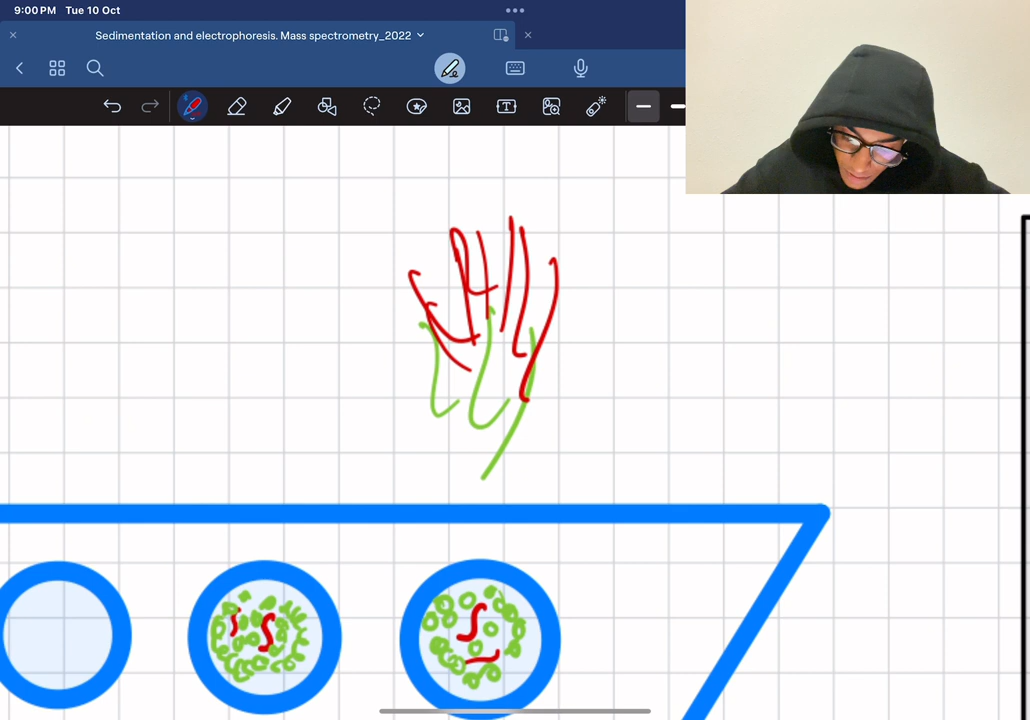 9:00 PM Tue 10 Oct
Sedimentation and electrophoresis. Mass spectrometry_2022
T